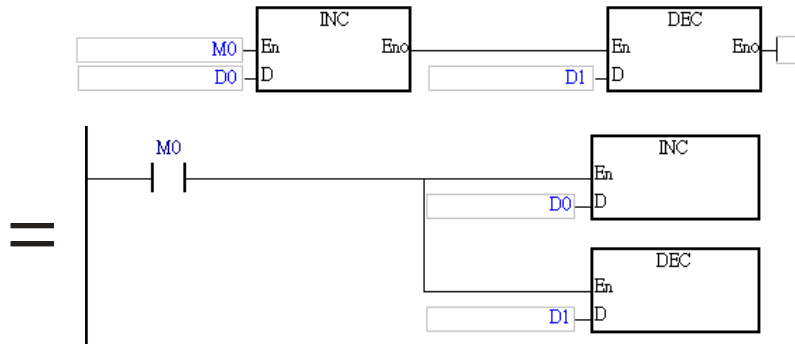 INC DEC
M0 En Eno En Eno
D0 D D1 D
M0 INC
En
D0 D
DEC
En
D1 D